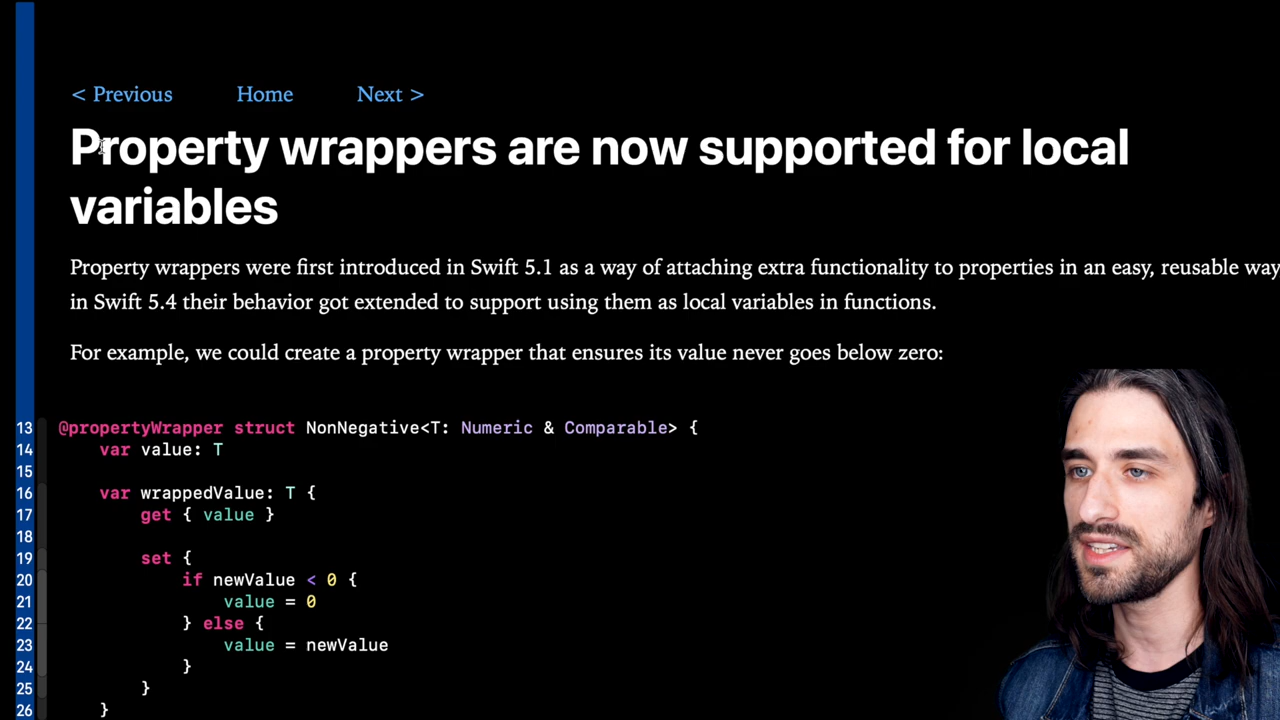 < Previous Home Next >
Property wrappers are now supported for local
variables
Property wrappers were first introduced in Swift 5.1 as a way of attaching extra functionality to properties in an easy, reusable way
in Swift 5.4 their behavior got extended to support using them as local variables in functions.
For example, we could create a property wrapper that ensures its value never goes below zero:
13 @propertyWrapper struct NonNegative<T: Numeric & Comparable> {
14 var value: T
15
16 var wrappedValue: T {
17 get { value }
18
19 set {
20 if newValue < 0 {
21 value = 0
22 } else {
23 value = newValue
24 }
25 }
26 }